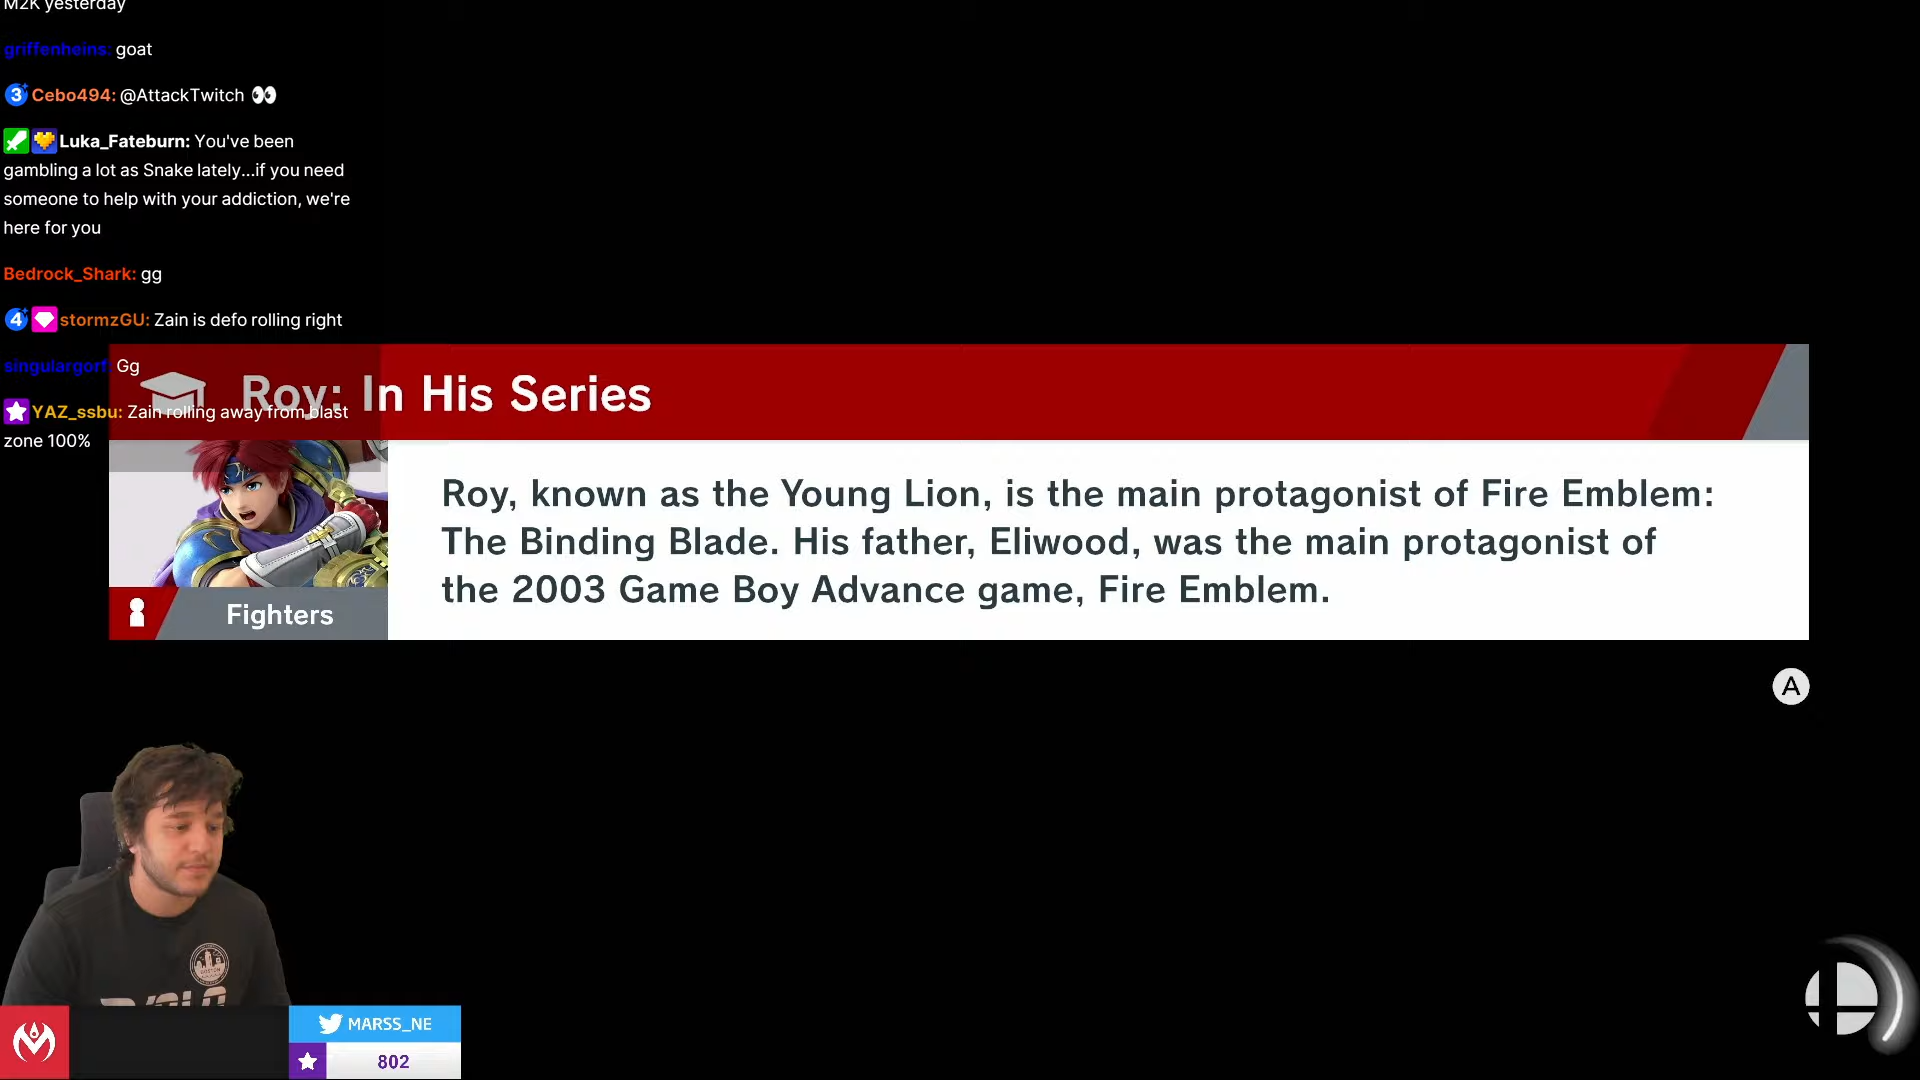 M2K yesterday
griffenheins: goat
3 Cebo494: @AttackTwitch 👀
Luka_Fateburn: You've been
gambling a lot as Snake lately...if you need
someone to help with your addiction, we're
here for you
Bedrock_Shark: gg
4 stormzGU: Zain is defo rolling right
singulargorf: Gg
YAZ_ssbu: Zain rolling away from blast
zone 100%
Roy: In His Series
Roy, known as the Young Lion, is the main protagonist of Fire Emblem:
The Binding Blade. His father, Eliwood, was the main protagonist of
the 2003 Game Boy Advance game, Fire Emblem.
Fighters
A
MARSS_NE
802